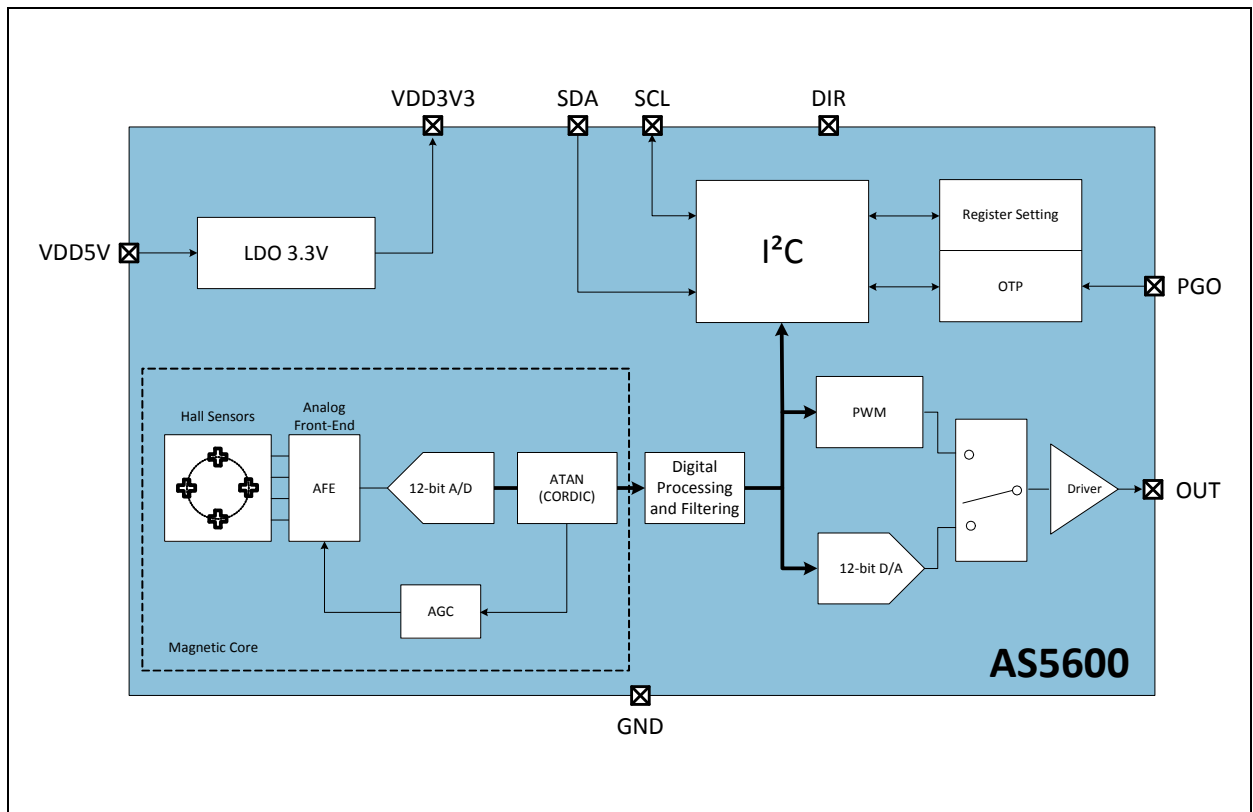 VDD3V3
SDA
SCL
DIR
VDD5V
LDO 3.3V
I²C
Register Setting
OTP
PGO
Hall Sensors
Analog
Front-End
AFE
12-bit A/D
ATAN
(CORDIC)
AGC
Magnetic Core
Digital
Processing
and Filtering
PWM
12-bit D/A
Driver
OUT
AS5600
GND